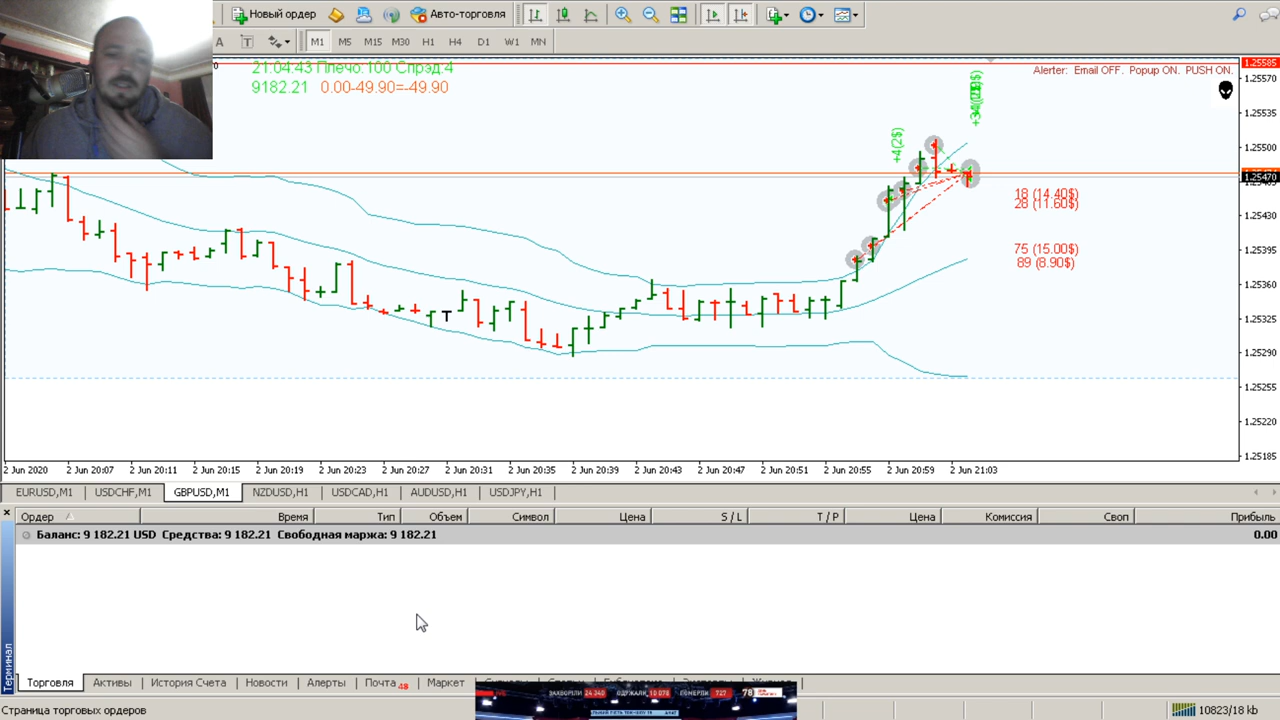 Новый ордер Авто-торговля
A T M1 M5 M15 M30 H1 H4 D1 W1 MN
21:04:43 Плечо:100 Спрэд:4
9182.21 0.00-49.90=-49.90
Alerter: Email OFF. Popup ON. PUSH ON.
+4(2$)
18 (14.40$)
28 (11.60$)
75 (15.00$)
89 (8.90$)
1.25585
1.25570
1.25535
1.25500
1.25470
1.25430
1.25395
1.25360
1.25325
1.25290
1.25255
1.25220
1.25185
2 Jun 2020 2 Jun 20:07 2 Jun 20:11 2 Jun 20:15 2 Jun 20:19 2 Jun 20:23 2 Jun 20:27 2 Jun 20:31 2 Jun 20:35 2 Jun 20:39 2 Jun 20:43 2 Jun 20:47 2 Jun 20:51 2 Jun 20:55 2 Jun 20:59 2 Jun 21:03
EURUSD,M1 USDCHF,M1 GBPUSD,M1 NZDUSD,H1 USDCAD,H1 AUDUSD,H1 USDJPY,H1
Ордер Время Тип Объем Символ Цена S / L T / P Цена Комиссия Своп Прибыль
Баланс: 9 182.21 USD Средства: 9 182.21 Свободная маржа: 9 182.21 0.00
Терминал
Торговля Активы История Счета Новости Алерты Почта 48 Маркет
ЗАХВОРІЛИ 24 340 ОДУЖАЛИ 10 078 ПОМЕРЛИ 727 78
Страница торговых ордеров 10823/18 kb